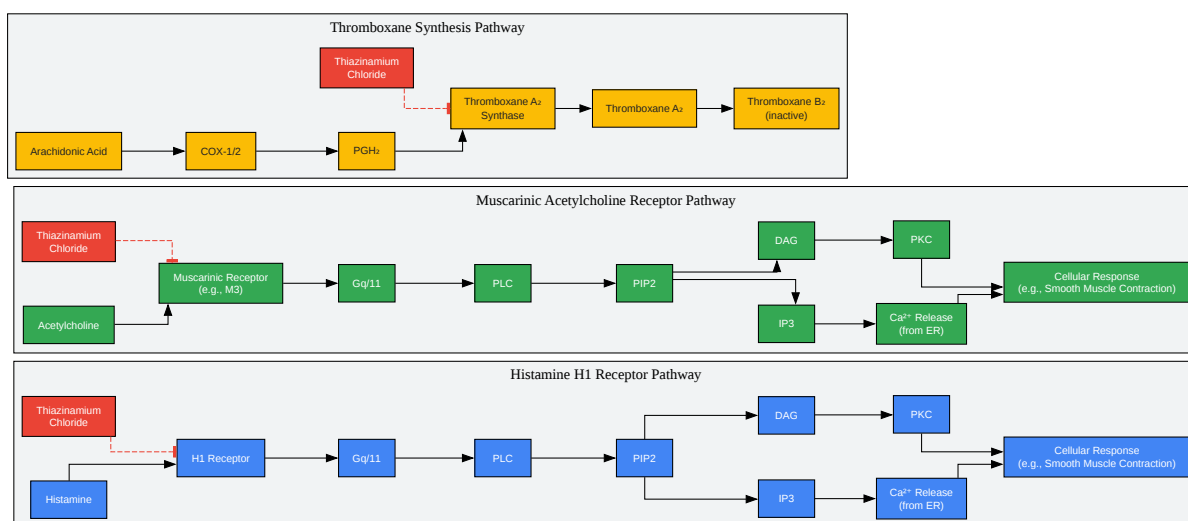 Thromboxane Synthesis Pathway
Thiazinamium
Chloride
Thromboxane A₂
Synthase
Thromboxane A₂
Thromboxane B₂
(inactive)
Arachidonic Acid
COX-1/2
PGH₂
Muscarinic Acetylcholine Receptor Pathway
Thiazinamium
Chloride
DAG
PKC
Muscarinic Receptor
(e.g., M3)
Gq/11
PLC
PIP2
Cellular Response
(e.g., Smooth Muscle Contraction)
Acetylcholine
IP3
Ca²⁺ Release
(from ER)
Histamine H1 Receptor Pathway
Thiazinamium
Chloride
DAG
PKC
H1 Receptor
Gq/11
PLC
PIP2
Cellular Response
(e.g., Smooth Muscle Contraction)
Histamine
IP3
Ca²⁺ Release
(from ER)